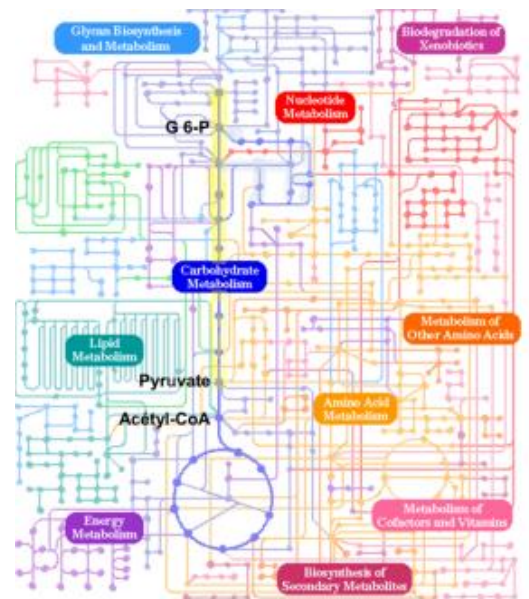 Glycan Biosynthesis
and Metabolism
Biodegradation of
Xenobiotics
Nucleotide
Metabolism
G 6-P
Carbohydrate
Metabolism
Lipid
Metabolism
Metabolism of
Other Amino Acids
Pyruvate
Amino Acid
Metabolism
Acétyl-CoA
Energy
Metabolism
Metabolism of
Cofactors and Vitamins
Biosynthesis of
Secondary Metabolites